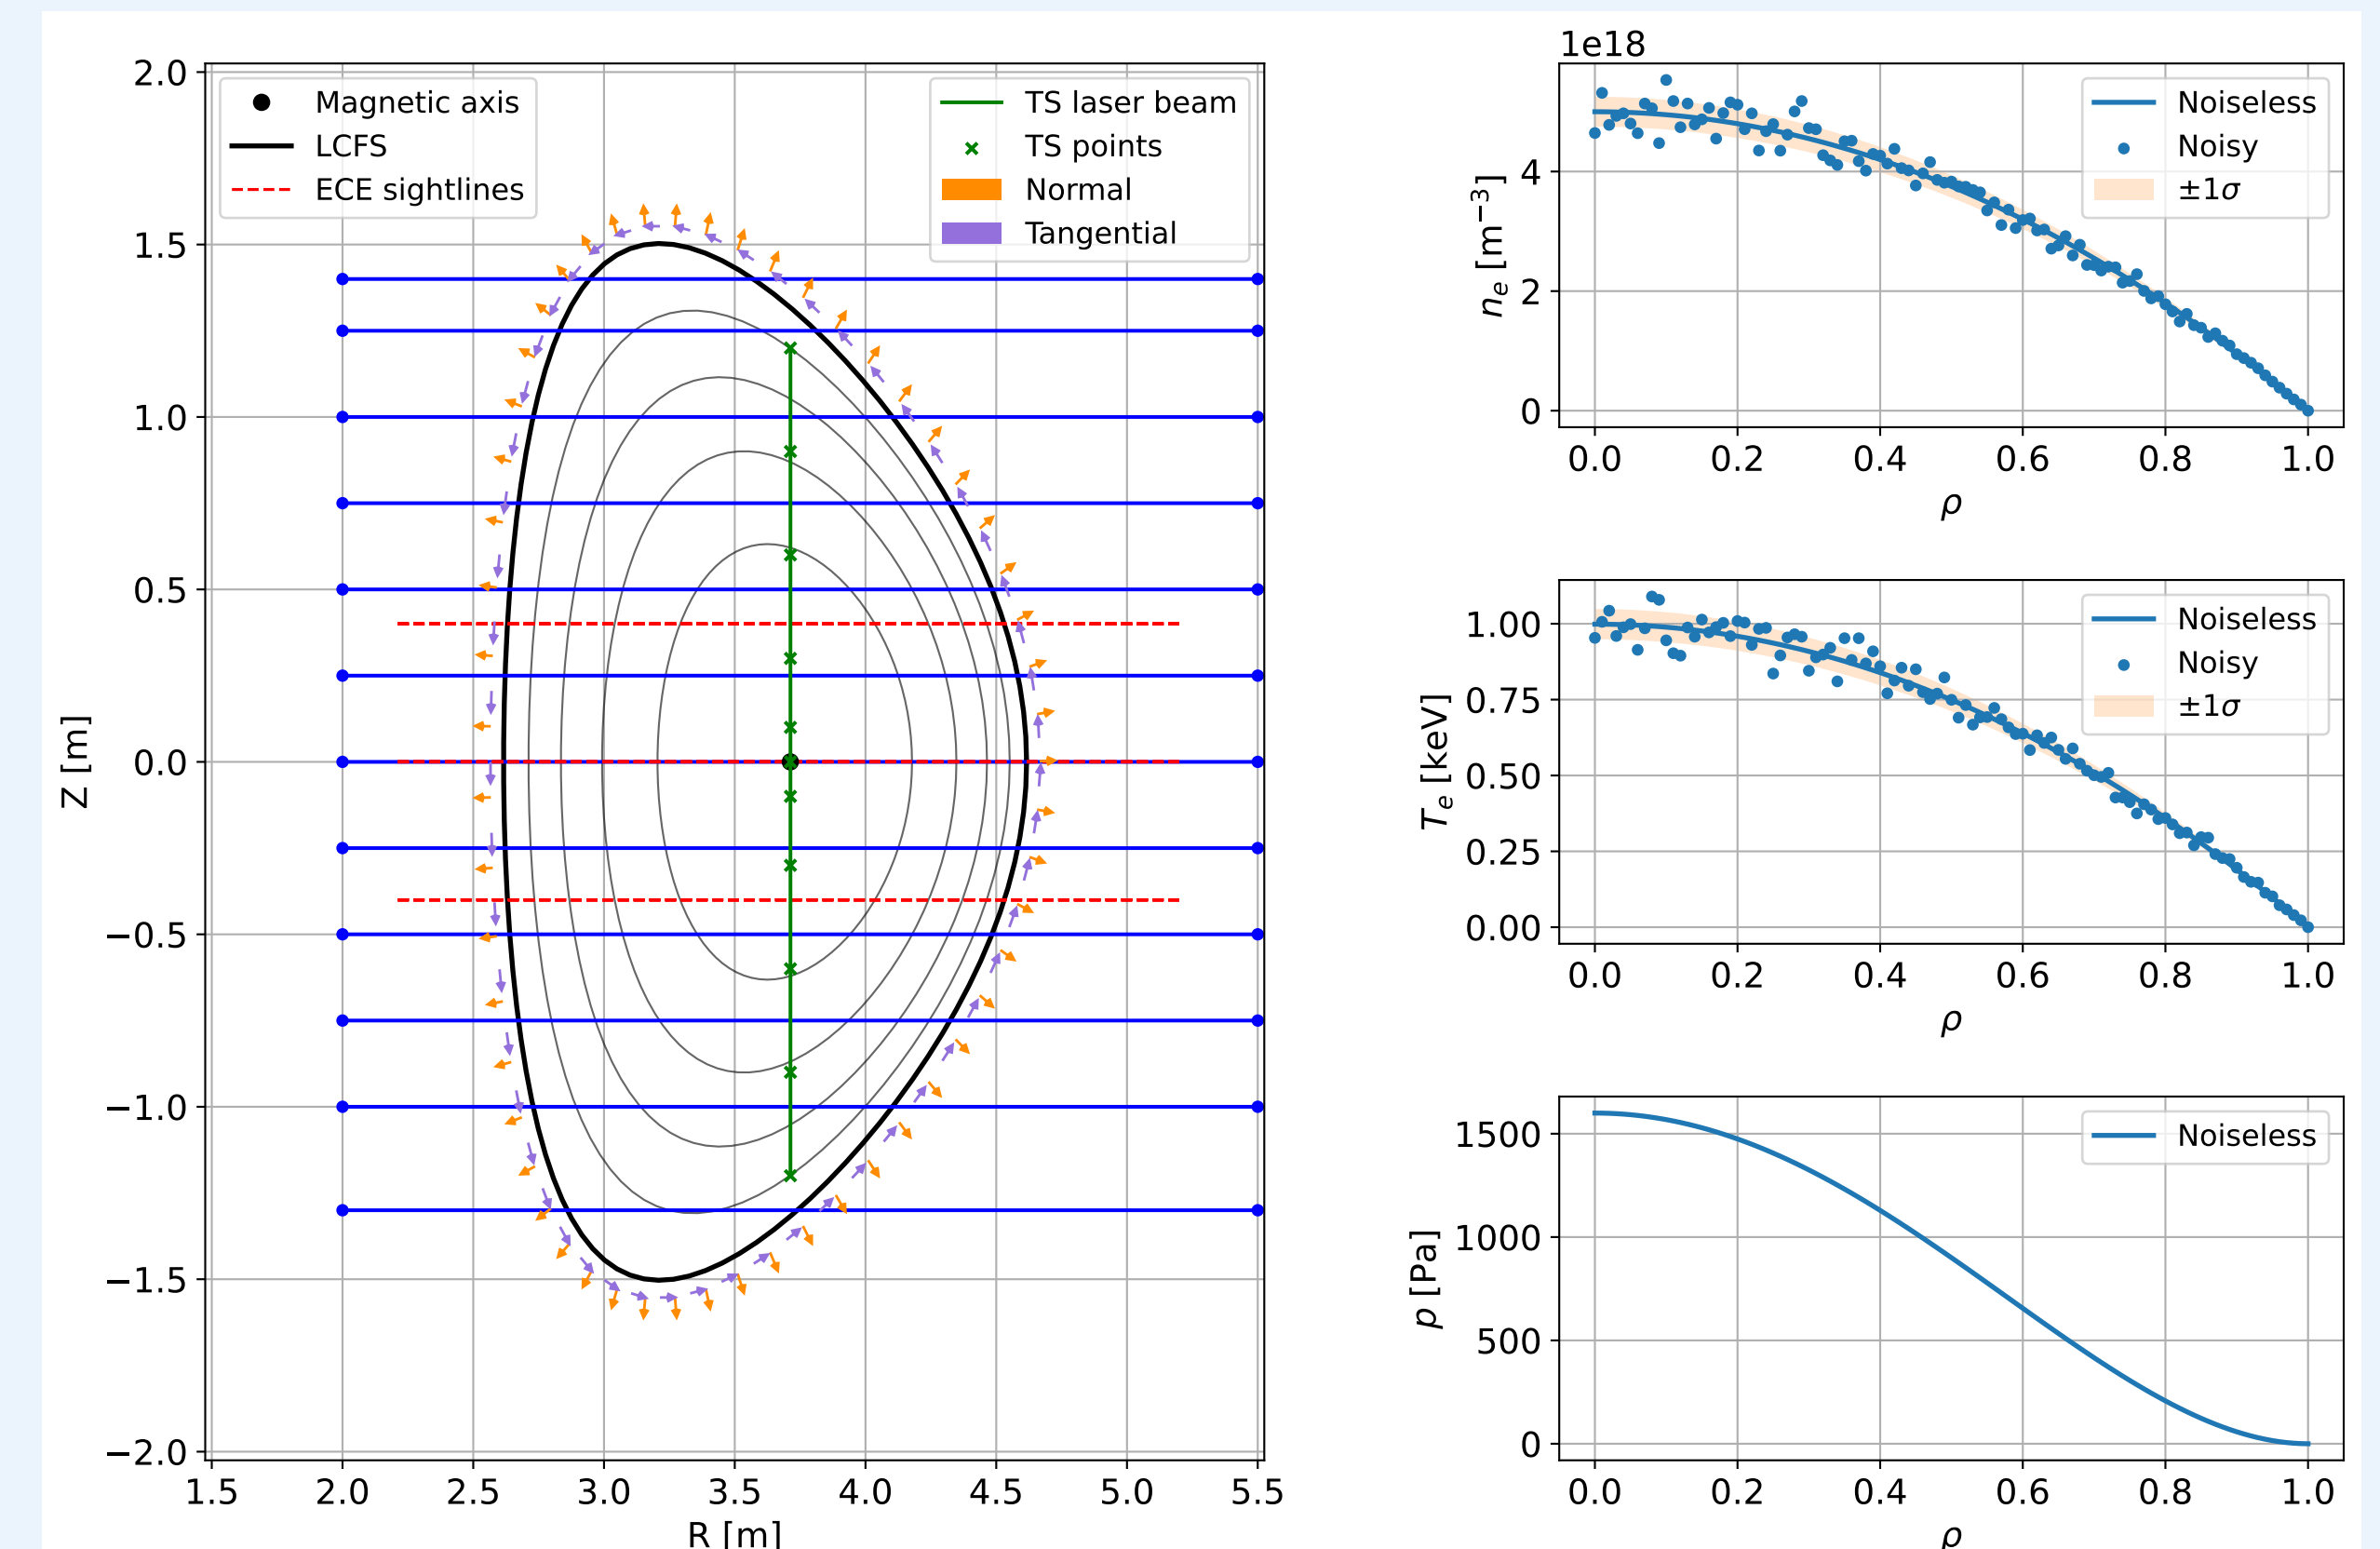 Magnetic axis
LCFS
ECE sightlines
TS laser beam
TS points
Normal
Tangential
2.0
1.5
1.0
0.5
0.0
−0.5
−1.0
−1.5
−2.0
Z [m]
1.5 2.0 2.5 3.0 3.5 4.0 4.5 5.0 5.5
R [m]
1e18
Noiseless
Noisy
±1σ
4
2
0
nₑ [m⁻³]
0.0 0.2 0.4 0.6 0.8 1.0
ρ
Noiseless
Noisy
±1σ
1.00
0.75
0.50
0.25
0.00
Tₑ [keV]
0.0 0.2 0.4 0.6 0.8 1.0
ρ
Noiseless
1500
1000
500
0
p [Pa]
0.0 0.2 0.4 0.6 0.8 1.0
ρ